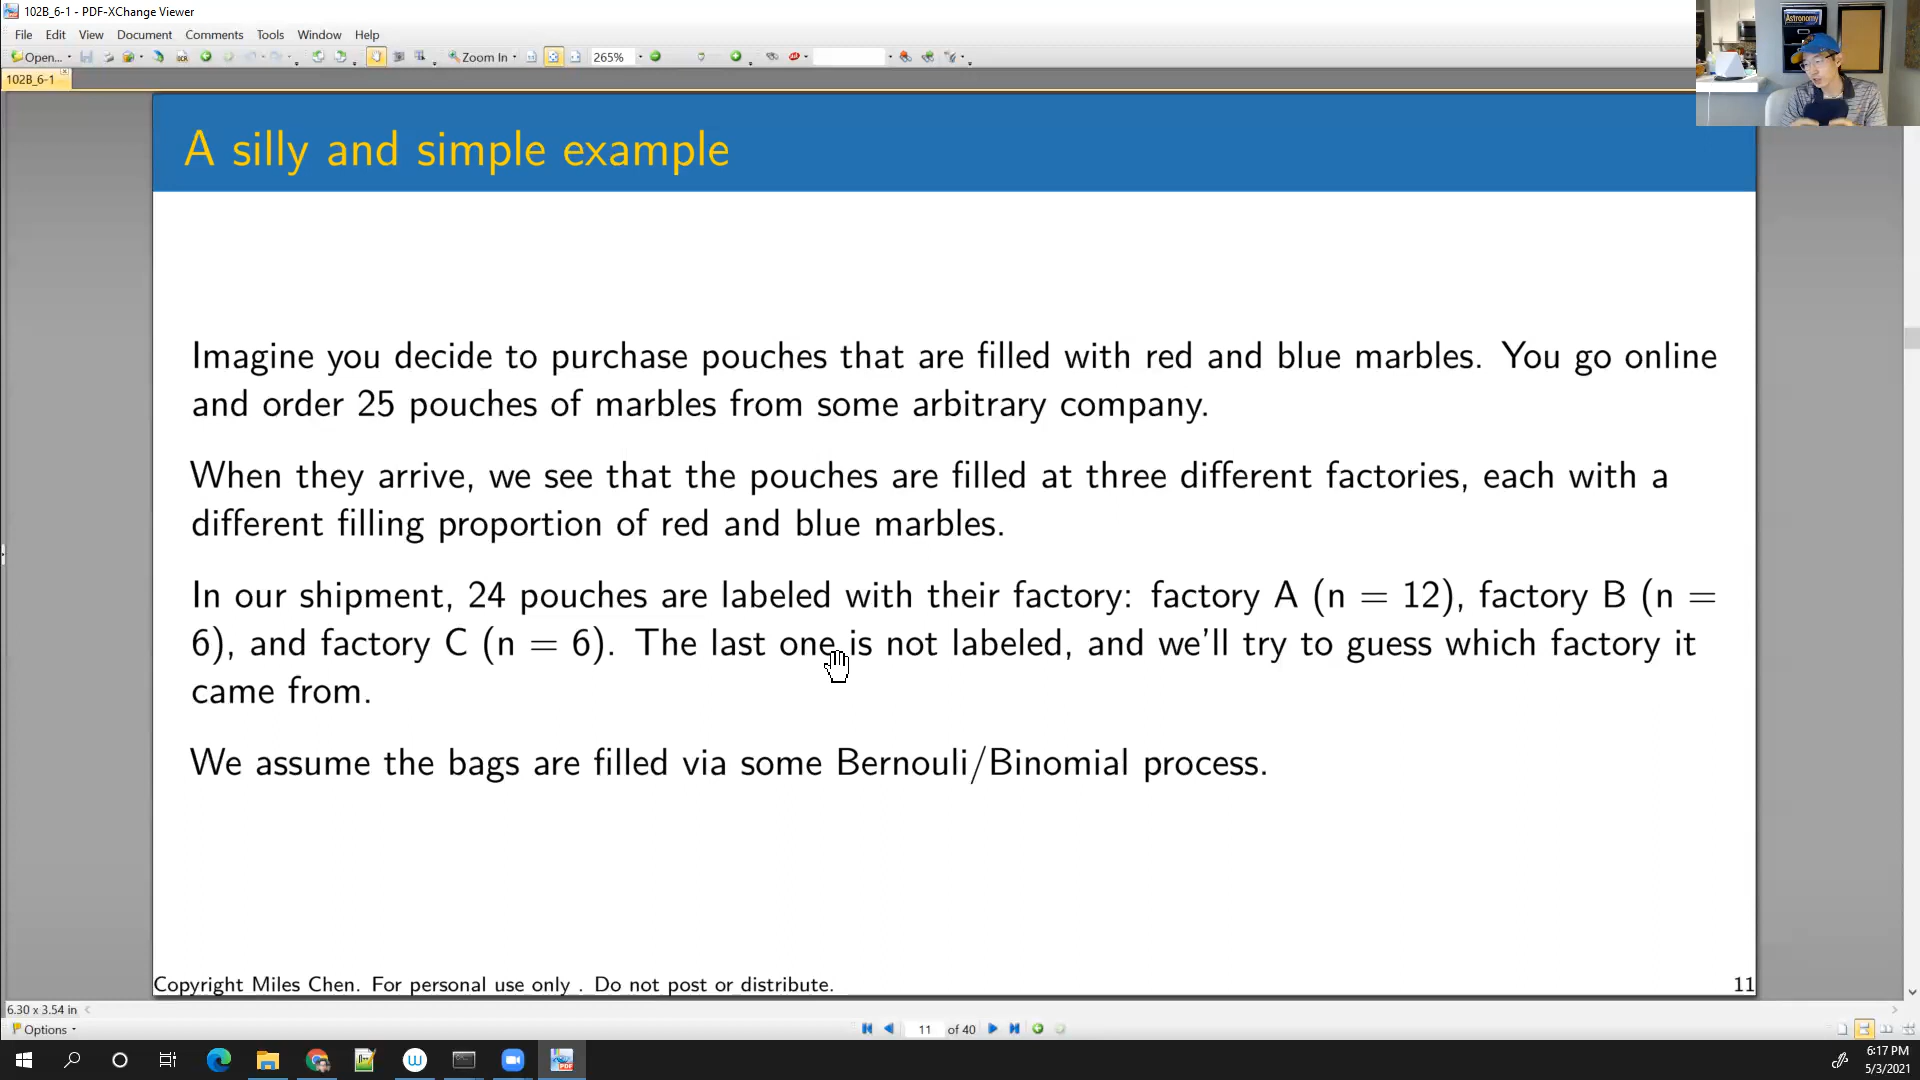 102B_6-1 - PDF-XChange Viewer
File Edit View Document Comments Tools Window Help
Open... OCR Zoom In 265%
102B_6-1
Astronomy
A silly and simple example
Imagine you decide to purchase pouches that are filled with red and blue marbles. You go online
and order 25 pouches of marbles from some arbitrary company.
When they arrive, we see that the pouches are filled at three different factories, each with a
different filling proportion of red and blue marbles.
In our shipment, 24 pouches are labeled with their factory: factory A (n = 12), factory B (n =
6), and factory C (n = 6). The last one is not labeled, and we'll try to guess which factory it
came from.
We assume the bags are filled via some Bernouli/Binomial process.
Copyright Miles Chen. For personal use only . Do not post or distribute. 11
6.30 x 3.54 in
Options 11 of 40
6:17 PM
5/3/2021